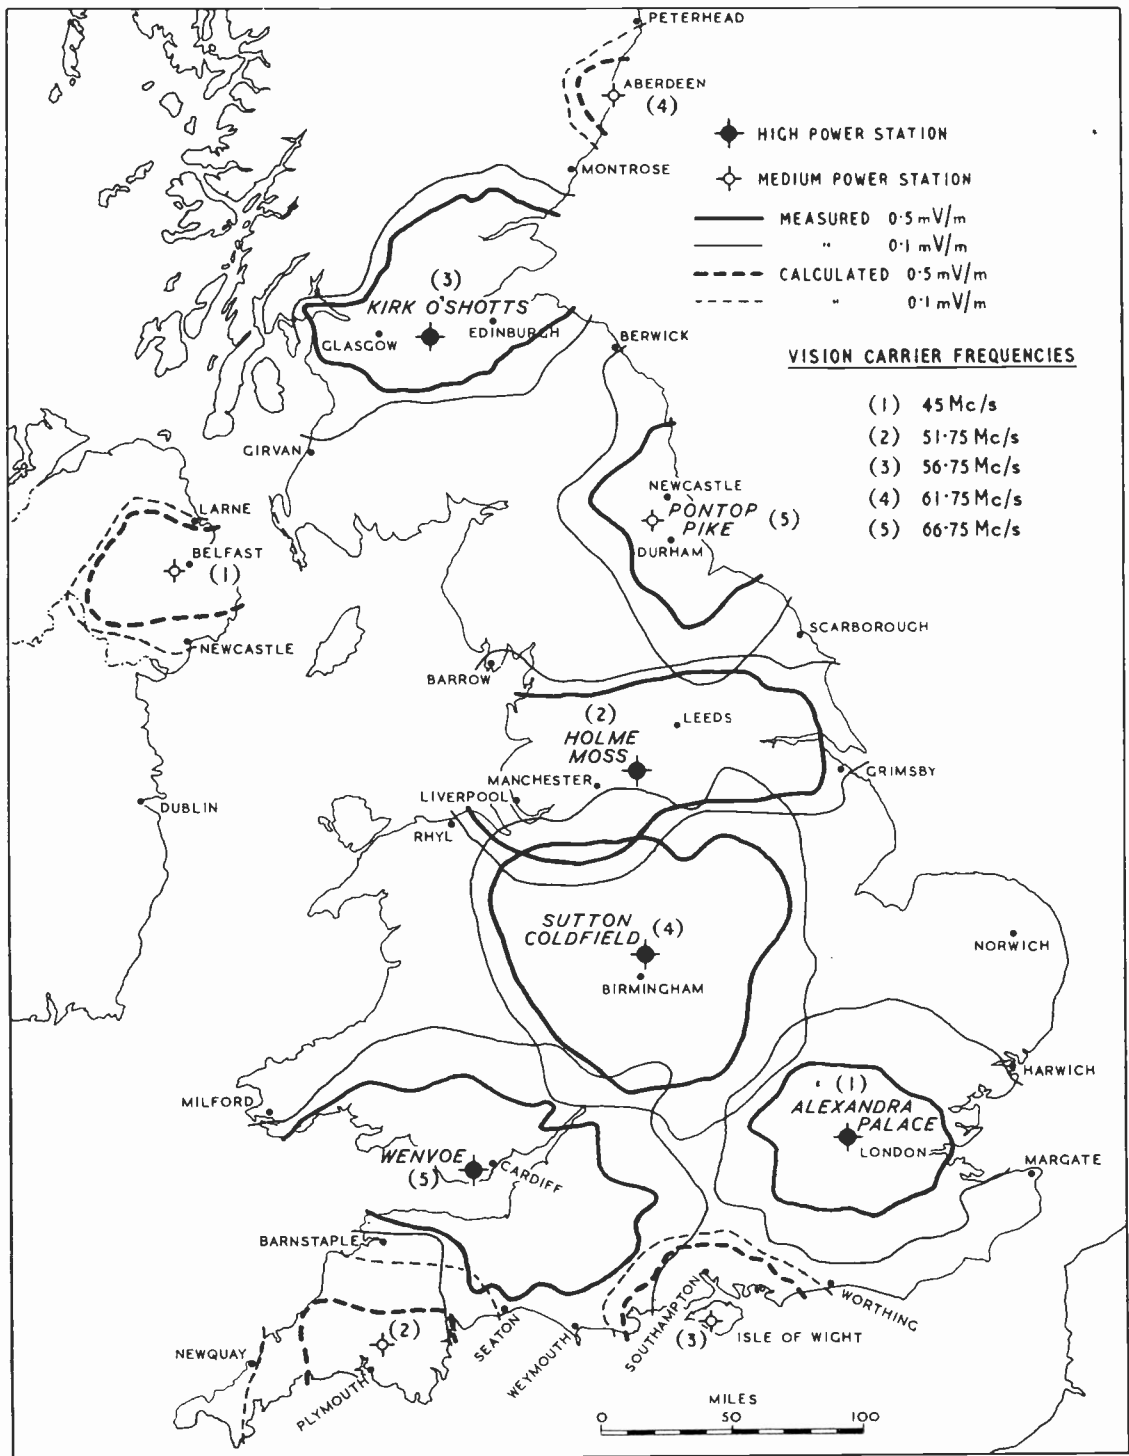 PETERHEAD
ABERDEEN
(4)
MONTROSE
HIGH POWER STATION
MEDIUM POWER STATION
MEASURED 0·5 mV/m
" 0·1 mV/m
CALCULATED 0·5 mV/m
" 0·1 mV/m
VISION CARRIER FREQUENCIES
(1) 45 Mc/s
(2) 51·75 Mc/s
(3) 56·75 Mc/s
(4) 61·75 Mc/s
(5) 66·75 Mc/s
(3)
KIRK O'SHOTTS
GLASGOW
EDINBURGH
BERWICK
GIRVAN
NEWCASTLE
PONTOP
PIKE
(5)
DURHAM
LARNE
BELFAST
(1)
NEWCASTLE
SCARBOROUGH
BARROW
(2)
HOLME
MOSS
LEEDS
MANCHESTER
LIVERPOOL
GRIMSBY
DUBLIN
RHYL
SUTTON
COLDFIELD
(4)
BIRMINGHAM
NORWICH
HARWICH
(1)
ALEXANDRA
PALACE
LONDON
MARGATE
MILFORD
WENVOE
(5)
CARDIFF
BARNSTAPLE
SEATON
WEYMOUTH
SOUTHAMPTON
WORTHING
(3)
ISLE OF WIGHT
(2)
NEWQUAY
PLYMOUTH
MILES
0 50 100